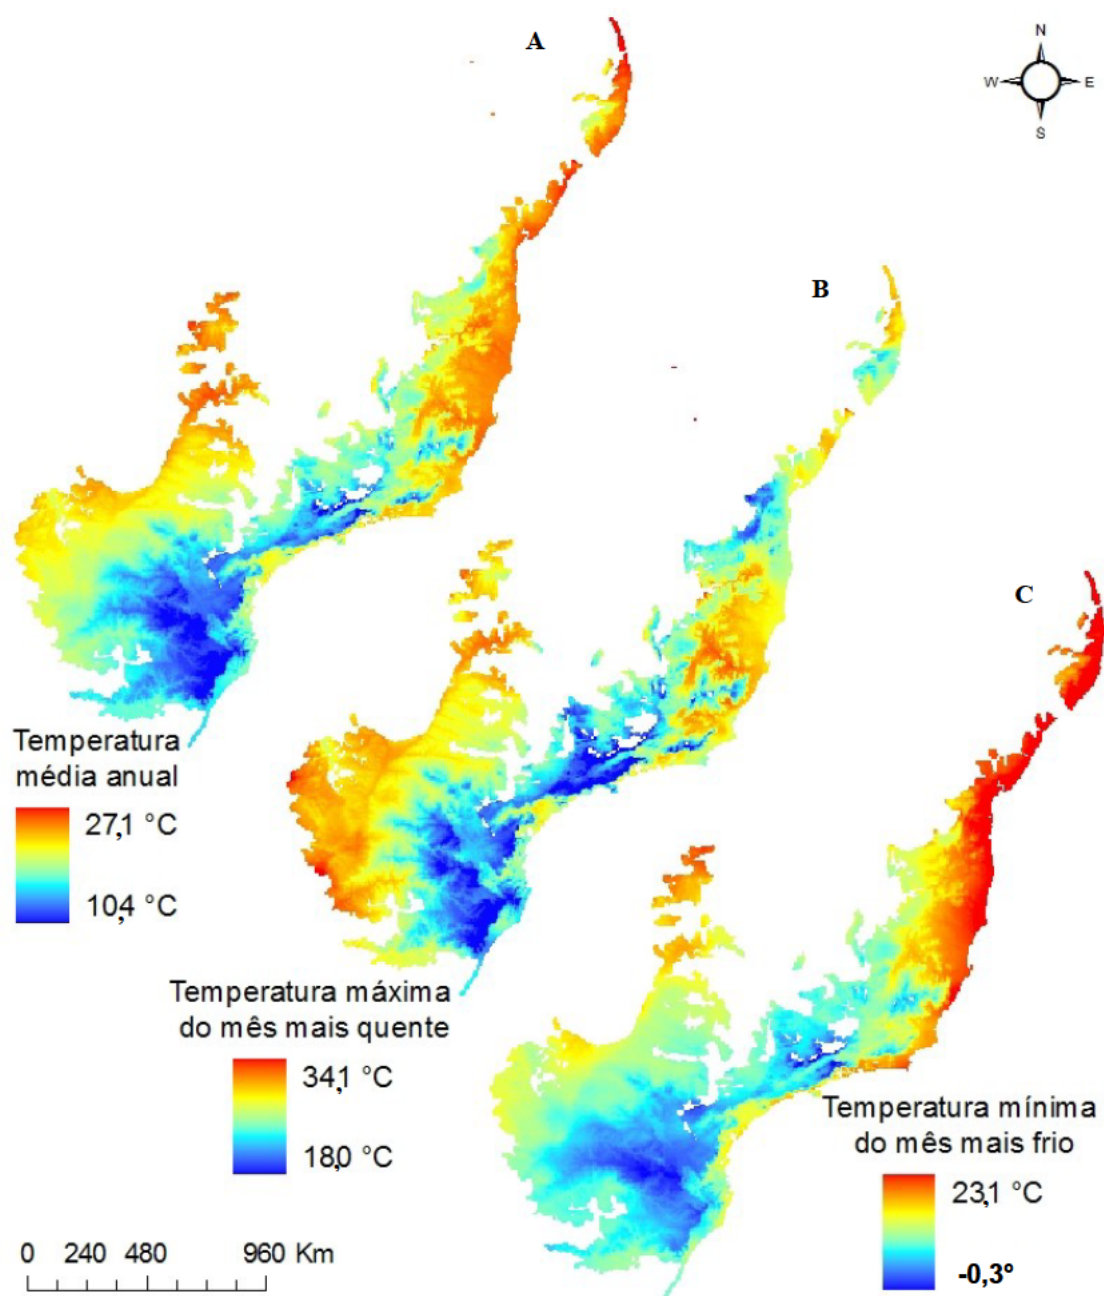 A
N
W E
S
B
C
Temperatura
média anual
27,1 °C
10,4 °C
Temperatura máxima
do mês mais quente
34,1 °C
18,0 °C
Temperatura mínima
do mês mais frio
23,1 °C
-0,3°
0 240 480 960 Km